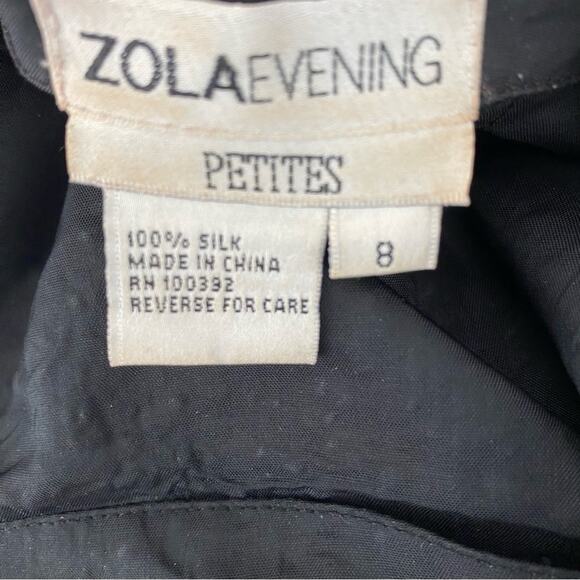 ZOLAEVENING
PETITES
100% SILK
MADE IN CHINA
RN 100392
REVERSE FOR CARE
8